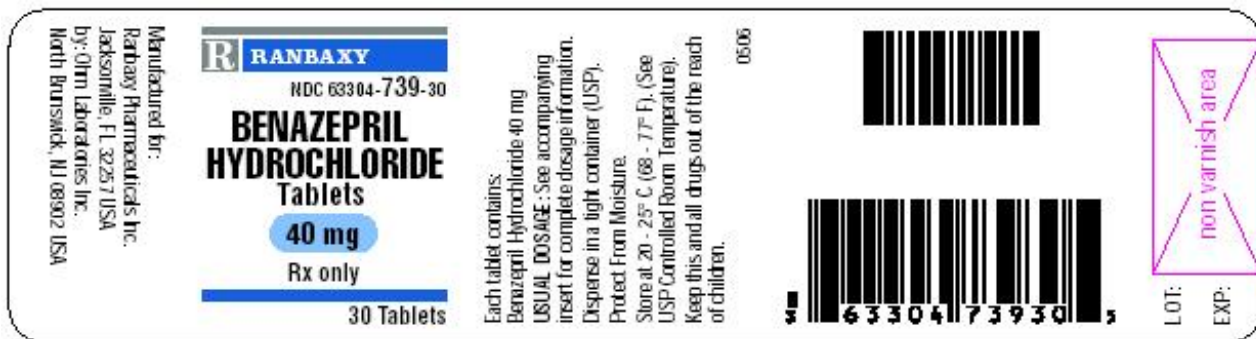 Manufactured for:
Ranbaxy Pharmaceuticals Inc.
Jacksonville, FL 32257 USA
by: Ohm Laboratories Inc.
North Brunswick, NJ 08902 USA
R RANBAXY
NDC 63304-739-30
BENAZEPRIL
HYDROCHLORIDE
Tablets
40 mg
Rx only
30 Tablets
Each tablet contains:
Benazepril Hydrochloride 40 mg
USUAL DOSAGE: See accompanying
insert for complete dosage information.
Dispense in a tight container (USP).
Protect From Moisture.
Store at 20 - 25° C (68 - 77° F). (See
USP Controlled Room Temperature).
Keep this and all drugs out of the reach
of children.
0506
63304 73930
LOT:
EXP:
non varnish area